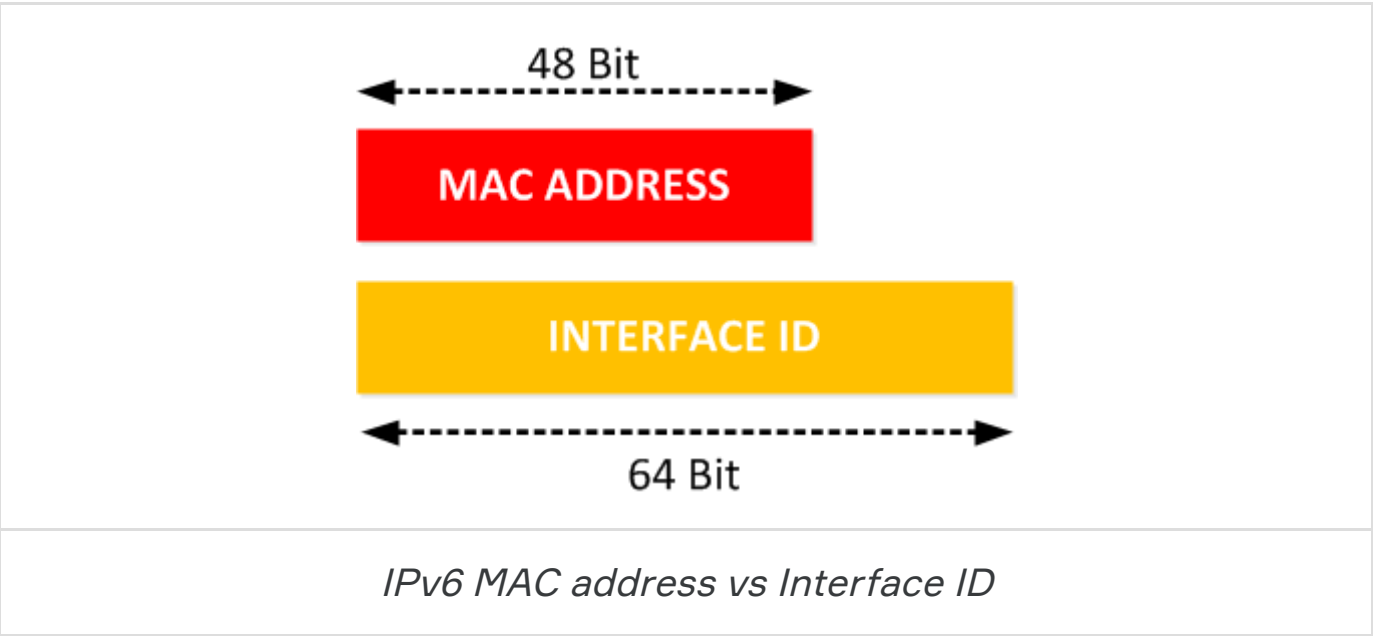 48 Bit
MAC ADDRESS
INTERFACE ID
64 Bit
IPv6 MAC address vs Interface ID